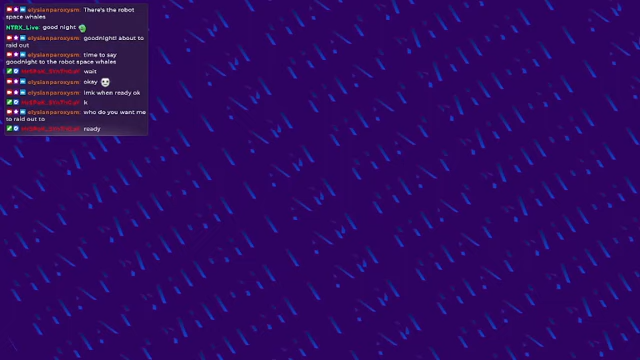 elysianparoxysm: There's the robot
space whales
NTRX_Live: good night
elysianparoxysm: goodnight! about to
raid out
elysianparoxysm: time to say
goodnight to the robot space whales
wait
elysianparoxysm: okay
elysianparoxysm: lmk when ready ok
k
elysianparoxysm: who do you want me
to raid out to
ready